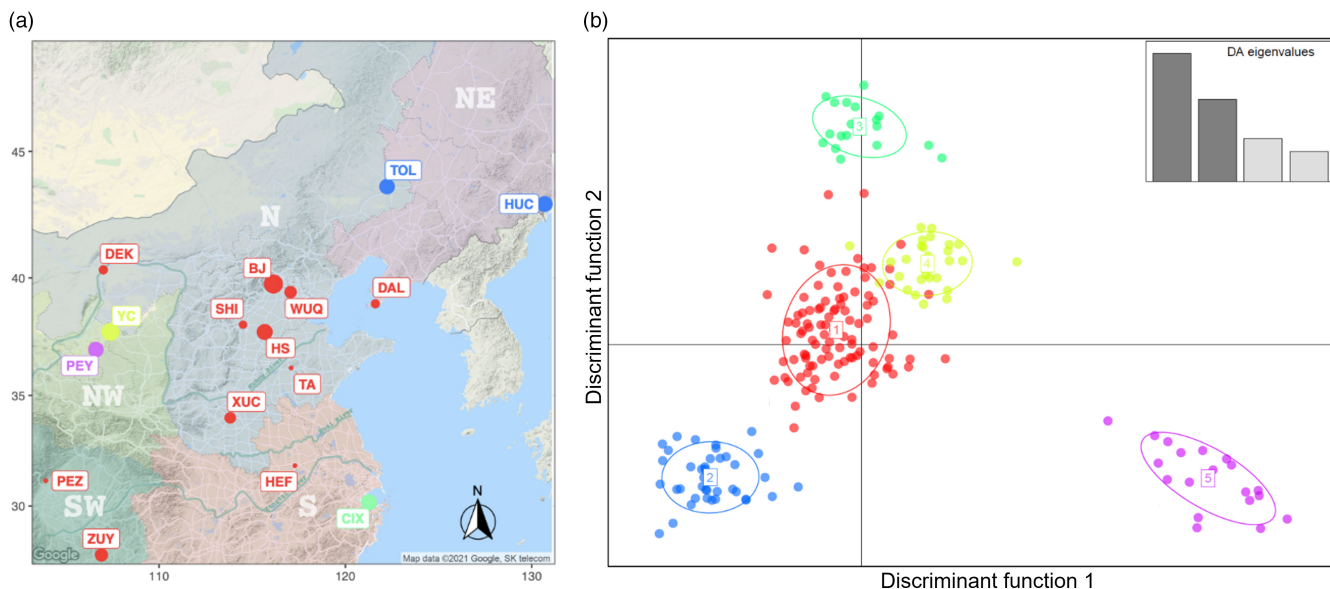 (a)
(b)
NE
45
TOL
HUC
N
DEK
BJ
40
DAL
SHI
WUQ
YC
HS
PEY
TA
NW
XUC
35
PEZ
HEF
N
SW
S
CIX
30
ZUY
Google
Map data ©2021 Google, SK telecom
110
120
130
DA eigenvalues
3
4
1
2
5
Discriminant function 2
Discriminant function 1